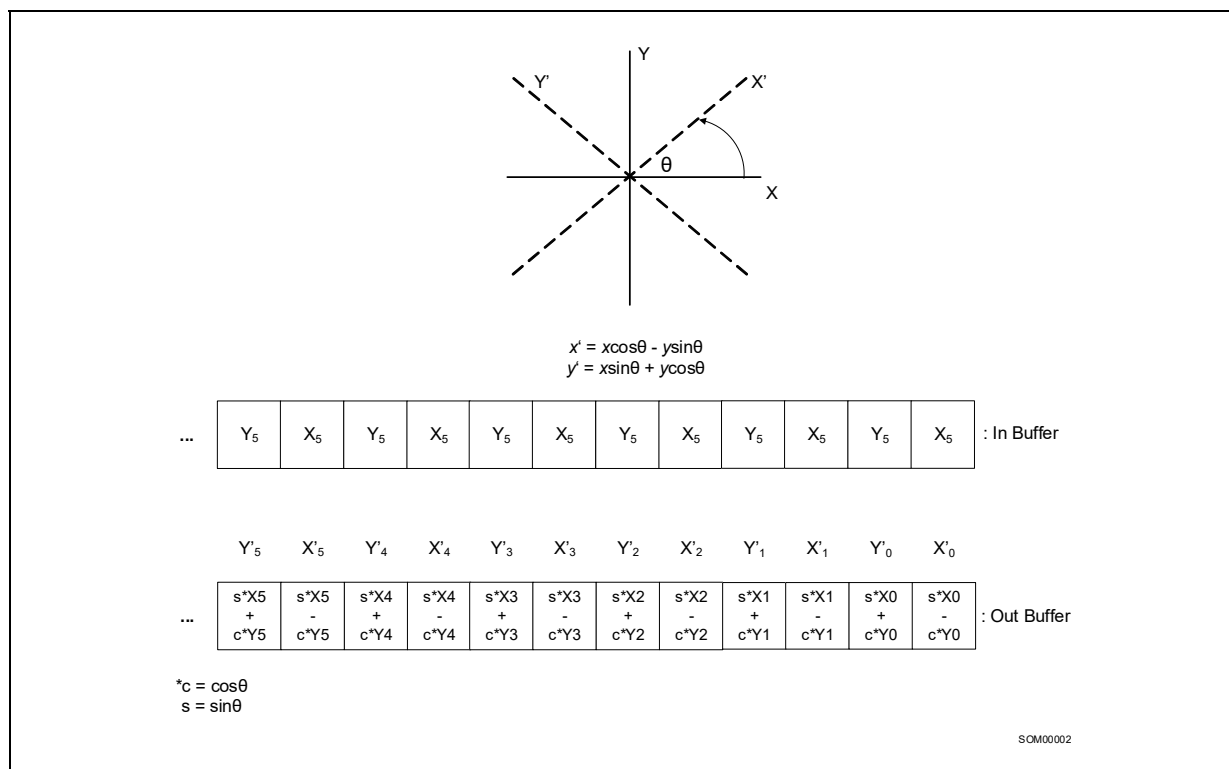 Y
Y' X'
θ
X
x‘ = xcosθ - ysinθ
y‘ = xsinθ + ycosθ
... Y5 X5 Y5 X5 Y5 X5 Y5 X5 Y5 X5 Y5 X5 : In Buffer
Y'5 X'5 Y'4 X'4 Y'3 X'3 Y'2 X'2 Y'1 X'1 Y'0 X'0
s*X5 s*X5 s*X4 s*X4 s*X3 s*X3 s*X2 s*X2 s*X1 s*X1 s*X0 s*X0
... + - + - + - + - + - + - : Out Buffer
c*Y5 c*Y5 c*Y4 c*Y4 c*Y3 c*Y3 c*Y2 c*Y2 c*Y1 c*Y1 c*Y0 c*Y0
*c = cosθ
s = sinθ
SOM00002